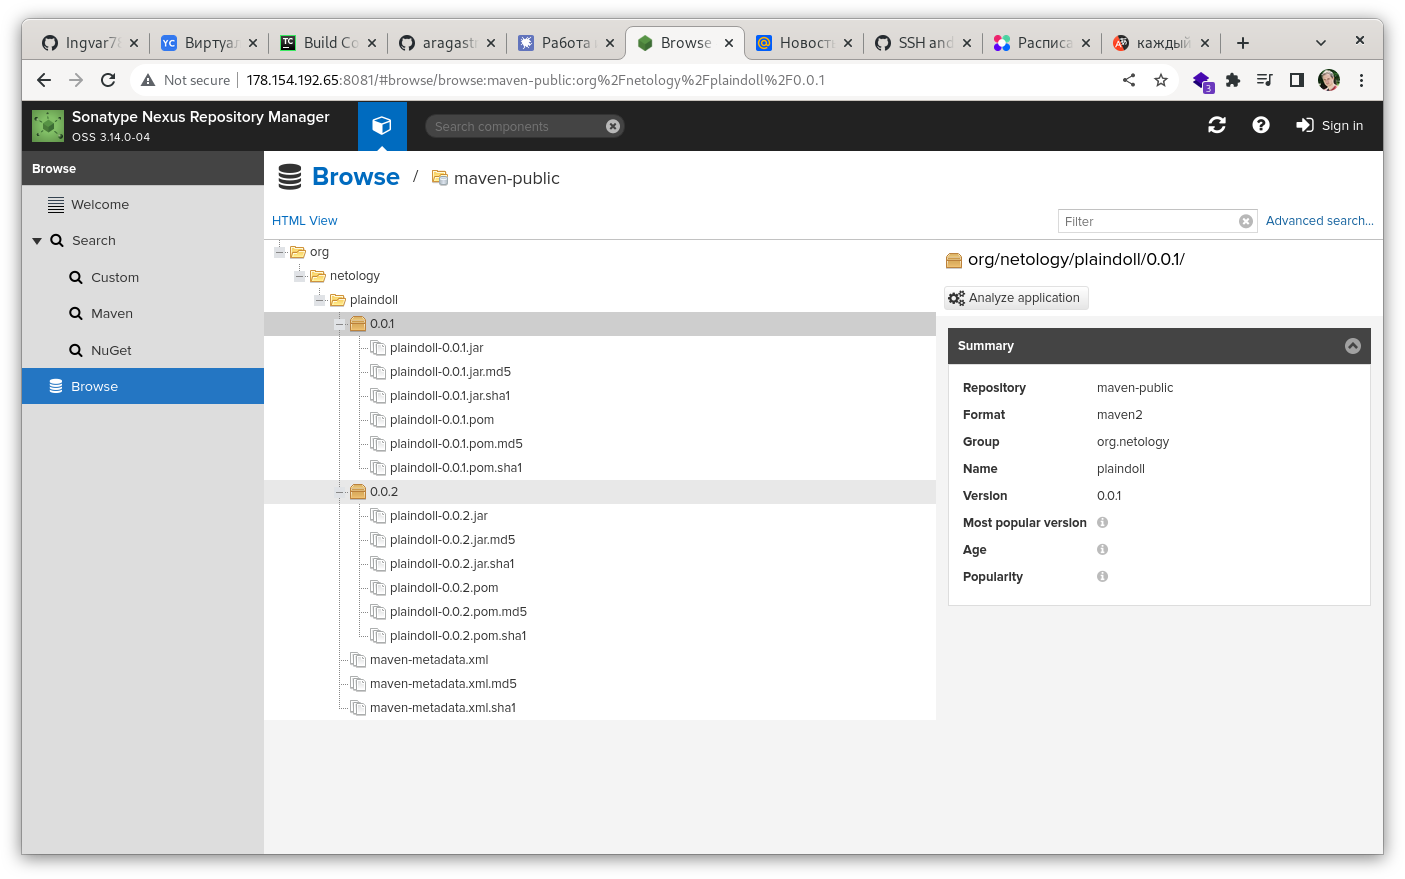 Ingvar78
Виртуал
Build Co
aragast
Работа
Browse
Новость
SSH and
Расписа
каждый
Not secure
178.154.192.65:8081/#browse/browse:maven-public:org%2Fnetology%2Fplaindoll%2F0.0.1
3
Sonatype Nexus Repository Manager
OSS 3.14.0-04
Search components
Sign in
Browse
Welcome
Search
Custom
Maven
NuGet
Browse
Browse / maven-public
HTML View
Filter
Advanced search...
org
netology
plaindoll
0.0.1
plaindoll-0.0.1.jar
plaindoll-0.0.1.jar.md5
plaindoll-0.0.1.jar.sha1
plaindoll-0.0.1.pom
plaindoll-0.0.1.pom.md5
plaindoll-0.0.1.pom.sha1
0.0.2
plaindoll-0.0.2.jar
plaindoll-0.0.2.jar.md5
plaindoll-0.0.2.jar.sha1
plaindoll-0.0.2.pom
plaindoll-0.0.2.pom.md5
plaindoll-0.0.2.pom.sha1
maven-metadata.xml
maven-metadata.xml.md5
maven-metadata.xml.sha1
org/netology/plaindoll/0.0.1/
Analyze application
Summary
Repository maven-public
Format maven2
Group org.netology
Name plaindoll
Version 0.0.1
Most popular version
Age
Popularity